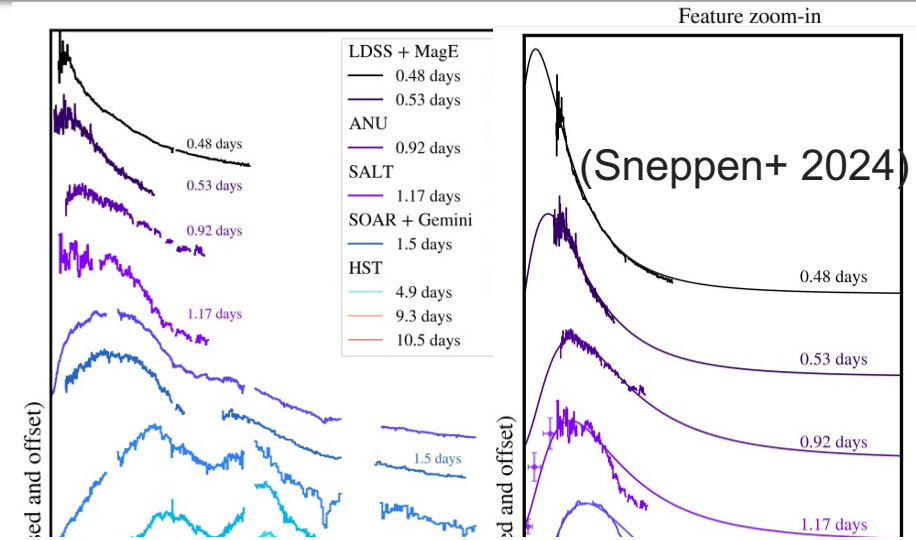 Feature zoom-in
LDSS + MagE
0.48 days
0.53 days
ANU
0.92 days
SALT
1.17 days
SOAR + Gemini
1.5 days
HST
4.9 days
9.3 days
10.5 days
0.48 days
0.53 days
0.92 days
1.17 days
1.5 days
sed and offset)
(Sneppen+ 2024)
0.48 days
0.53 days
0.92 days
1.17 days
ed and offset)